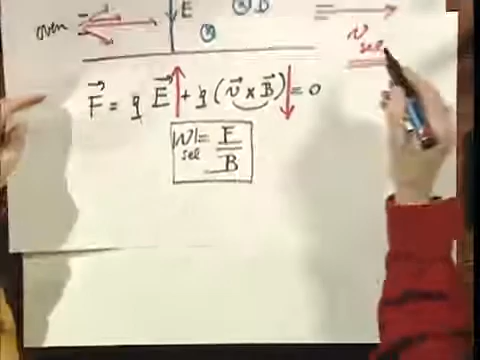 oven E B
v sel
F⃗ = q E⃗ + q (v⃗ × B⃗) = 0
v sel = E / B